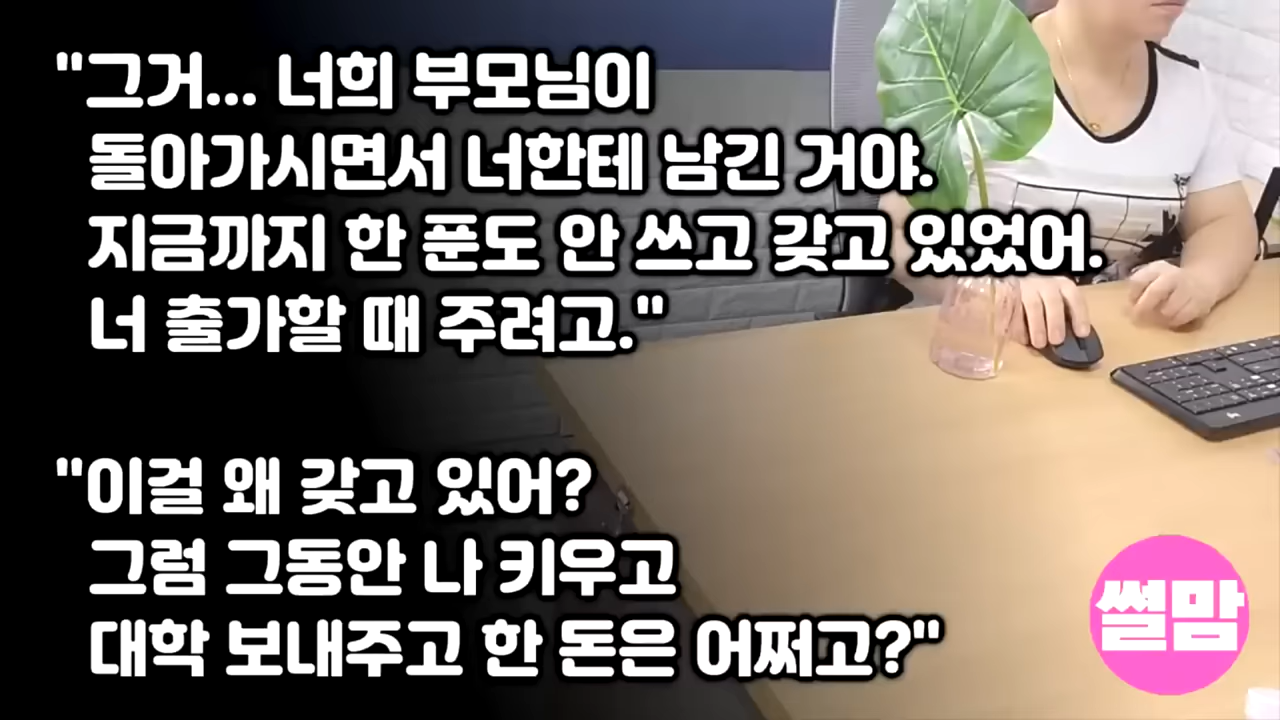 "그거... 너희 부모님이
돌아가시면서 너한테 남긴 거야.
지금까지 한 푼도 안 쓰고 갖고 있었어.
너 출가할 때 주려고."
"이걸 왜 갖고 있어?
그럼 그동안 나 키우고
대학 보내주고 한 돈은 어쩌고?"
썰맘